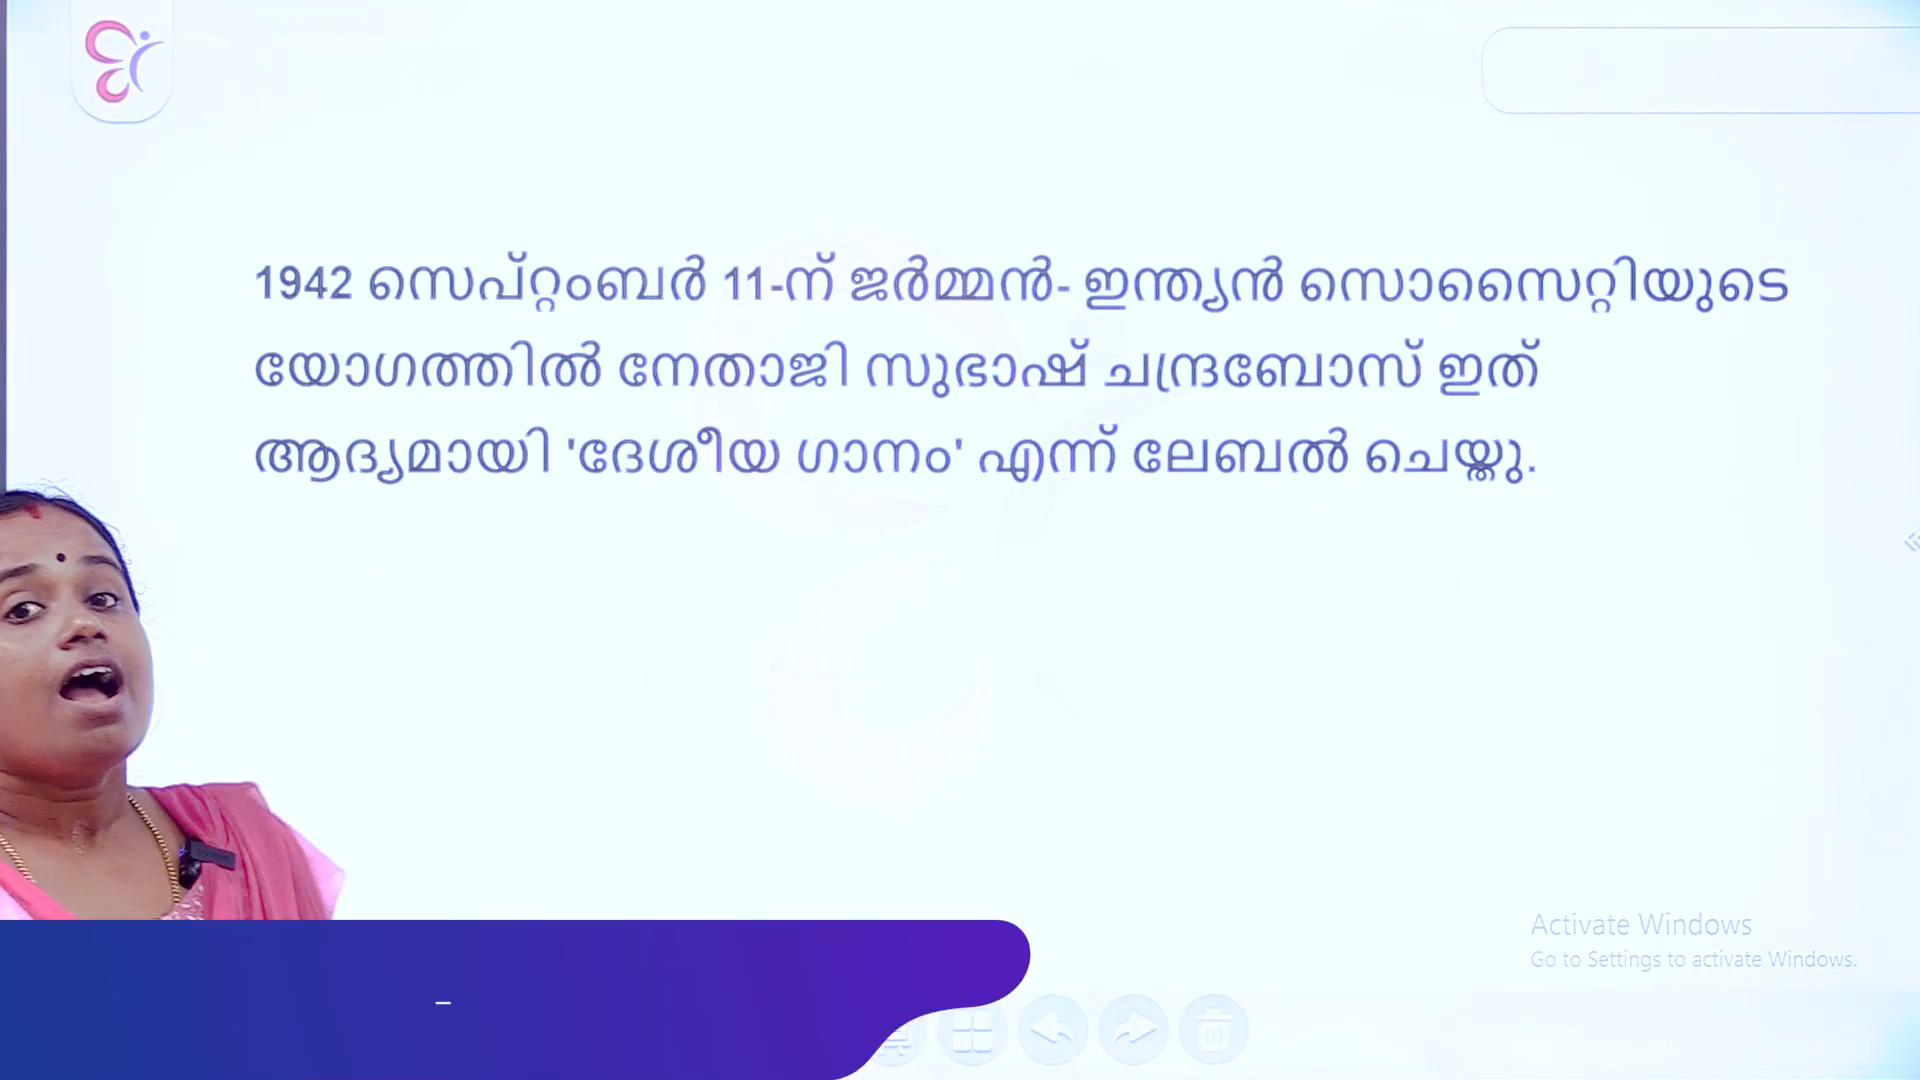 1942 സെപ്റ്റംബർ 11-ന് ജർമ്മൻ- ഇന്ത്യൻ സൊസൈറ്റിയുടെ
യോഗത്തിൽ നേതാജി സുഭാഷ് ചന്ദ്രബോസ് ഇത്
ആദ്യമായി 'ദേശീയ ഗാനം' എന്ന് ലേബൽ ചെയ്തു.
Activate Windows
Go to Settings to activate Windows.